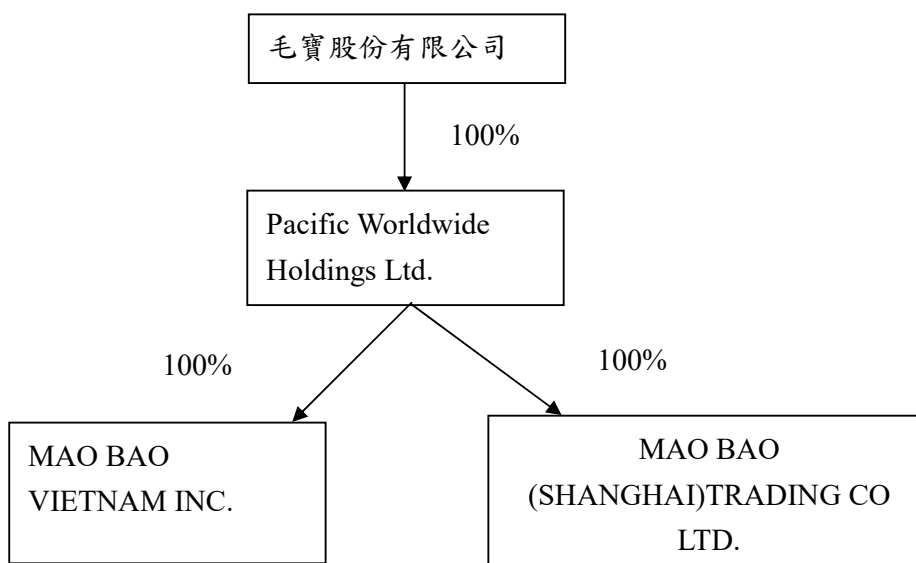 毛寶股份有限公司
100%
Pacific Worldwide
Holdings Ltd.
100%
100%
MAO BAO
VIETNAM INC.
MAO BAO
(SHANGHAI)TRADING CO
LTD.